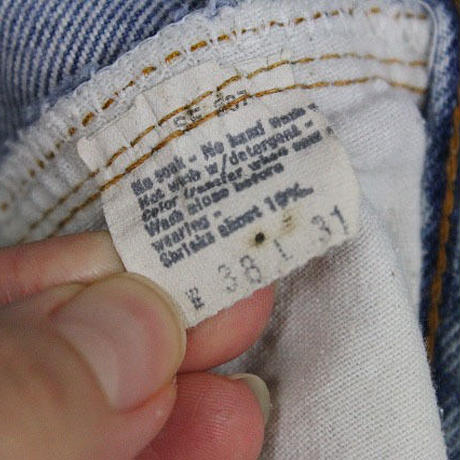 No soak - No hand wash -
Hot wash w/detergent -
color transfer when new -
Wash alone before
wearing -
Shrinks about 10%.
W 38 L 31